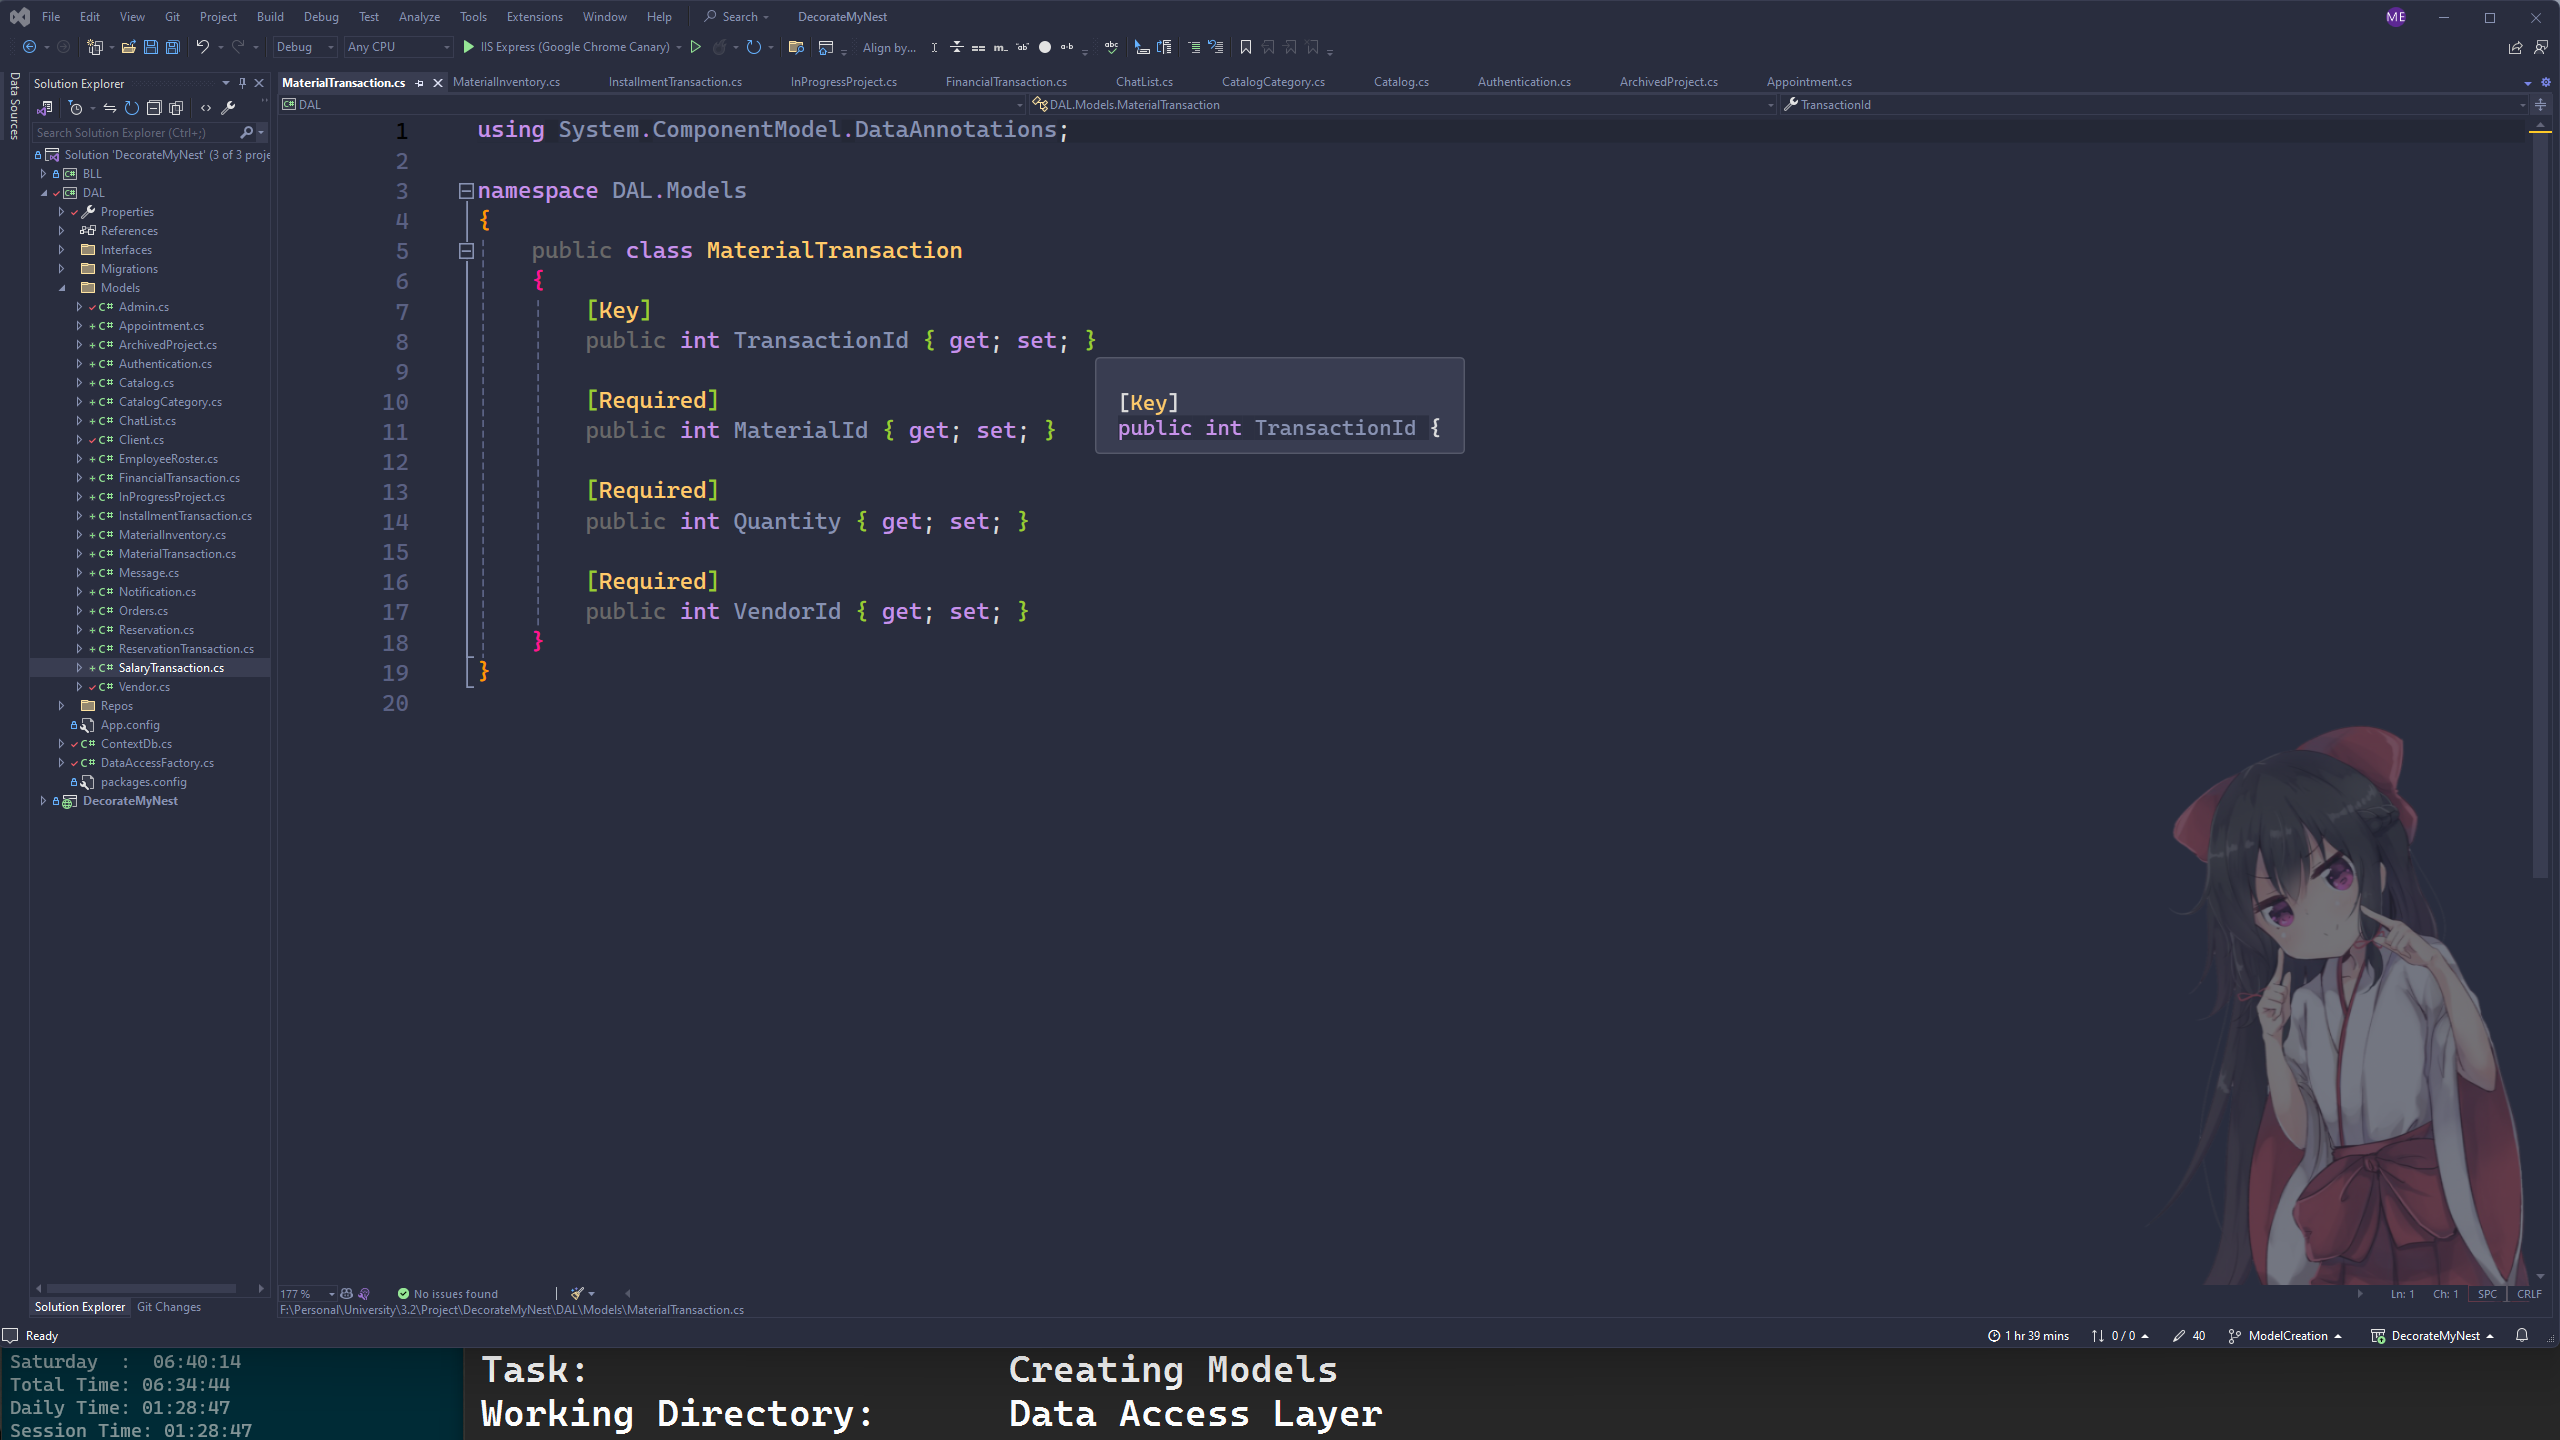 File Edit View Git Project Build Debug Test Analyze Tools Extensions Window Help Search DecorateMyNest ME
Debug Any CPU IIS Express (Google Chrome Canary) Align by...
Data Sources
Solution Explorer
MaterialTransaction.cs MaterialInventory.cs InstallmentTransaction.cs InProgressProject.cs FinancialTransaction.cs ChatList.cs CatalogCategory.cs Catalog.cs Authentication.cs ArchivedProject.cs Appointment.cs
C# DAL DAL.Models.MaterialTransaction TransactionId
Search Solution Explorer (Ctrl+;)
Solution 'DecorateMyNest' (3 of 3 proje
C# BLL
C# DAL
Properties
References
Interfaces
Migrations
Models
C# Admin.cs
C# Appointment.cs
C# ArchivedProject.cs
C# Authentication.cs
C# Catalog.cs
C# CatalogCategory.cs
C# ChatList.cs
C# Client.cs
C# EmployeeRoster.cs
C# FinancialTransaction.cs
C# InProgressProject.cs
C# InstallmentTransaction.cs
C# MaterialInventory.cs
C# MaterialTransaction.cs
C# Message.cs
C# Notification.cs
C# Orders.cs
C# Reservation.cs
C# ReservationTransaction.cs
C# SalaryTransaction.cs
C# Vendor.cs
Repos
App.config
C# ContextDb.cs
C# DataAccessFactory.cs
packages.config
DecorateMyNest
1 using System.ComponentModel.DataAnnotations;
2
3 namespace DAL.Models
4 {
5 public class MaterialTransaction
6 {
7 [Key]
8 public int TransactionId { get; set; }
9
10 [Required]
11 public int MaterialId { get; set; }
12
13 [Required]
14 public int Quantity { get; set; }
15
16 [Required]
17 public int VendorId { get; set; }
18 }
19 }
20
[Key]
public int TransactionId {
177 % No issues found Ln: 1 Ch: 1 SPC CRLF
Solution Explorer Git Changes
F:\Personal\University\3.2\Project\DecorateMyNest\DAL\Models\MaterialTransaction.cs
Ready 1 hr 39 mins 0 / 0 40 ModelCreation DecorateMyNest
Saturday : 06:40:14
Total Time: 06:34:44
Daily Time: 01:28:47
Session Time: 01:28:47
Task: Creating Models
Working Directory: Data Access Layer